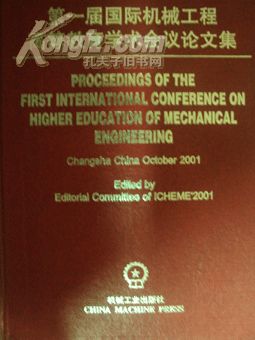 第一届国际机械工程
学术会议论文集
孔夫子旧书网
PROCEEDINGS OF THE
FIRST INTERNATIONAL CONFERENCE ON
HIGHER EDUCATION OF MECHANICAL
ENGINEERING
Changsha China October 2001
Edited by
Editorial Committee of ICHEME'2001
机械工业出版社
CHINA MACHINE PRESS